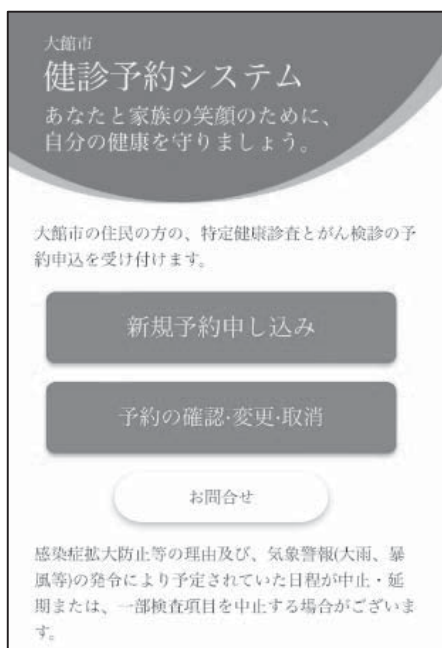 大館市
健診予約システム
あなたと家族の笑顔のために、
自分の健康を守りましょう。
大館市の住民の方の、特定健康診査とがん検診の予
約申込を受け付けます。
新規予約申し込み
予約の確認·変更·取消
お問合せ
感染症拡大防止等の理由及び、気象警報(大雨、暴
風等)の発令により予定されていた日程が中止・延
期または、一部検査項目を中止する場合がございま
す。